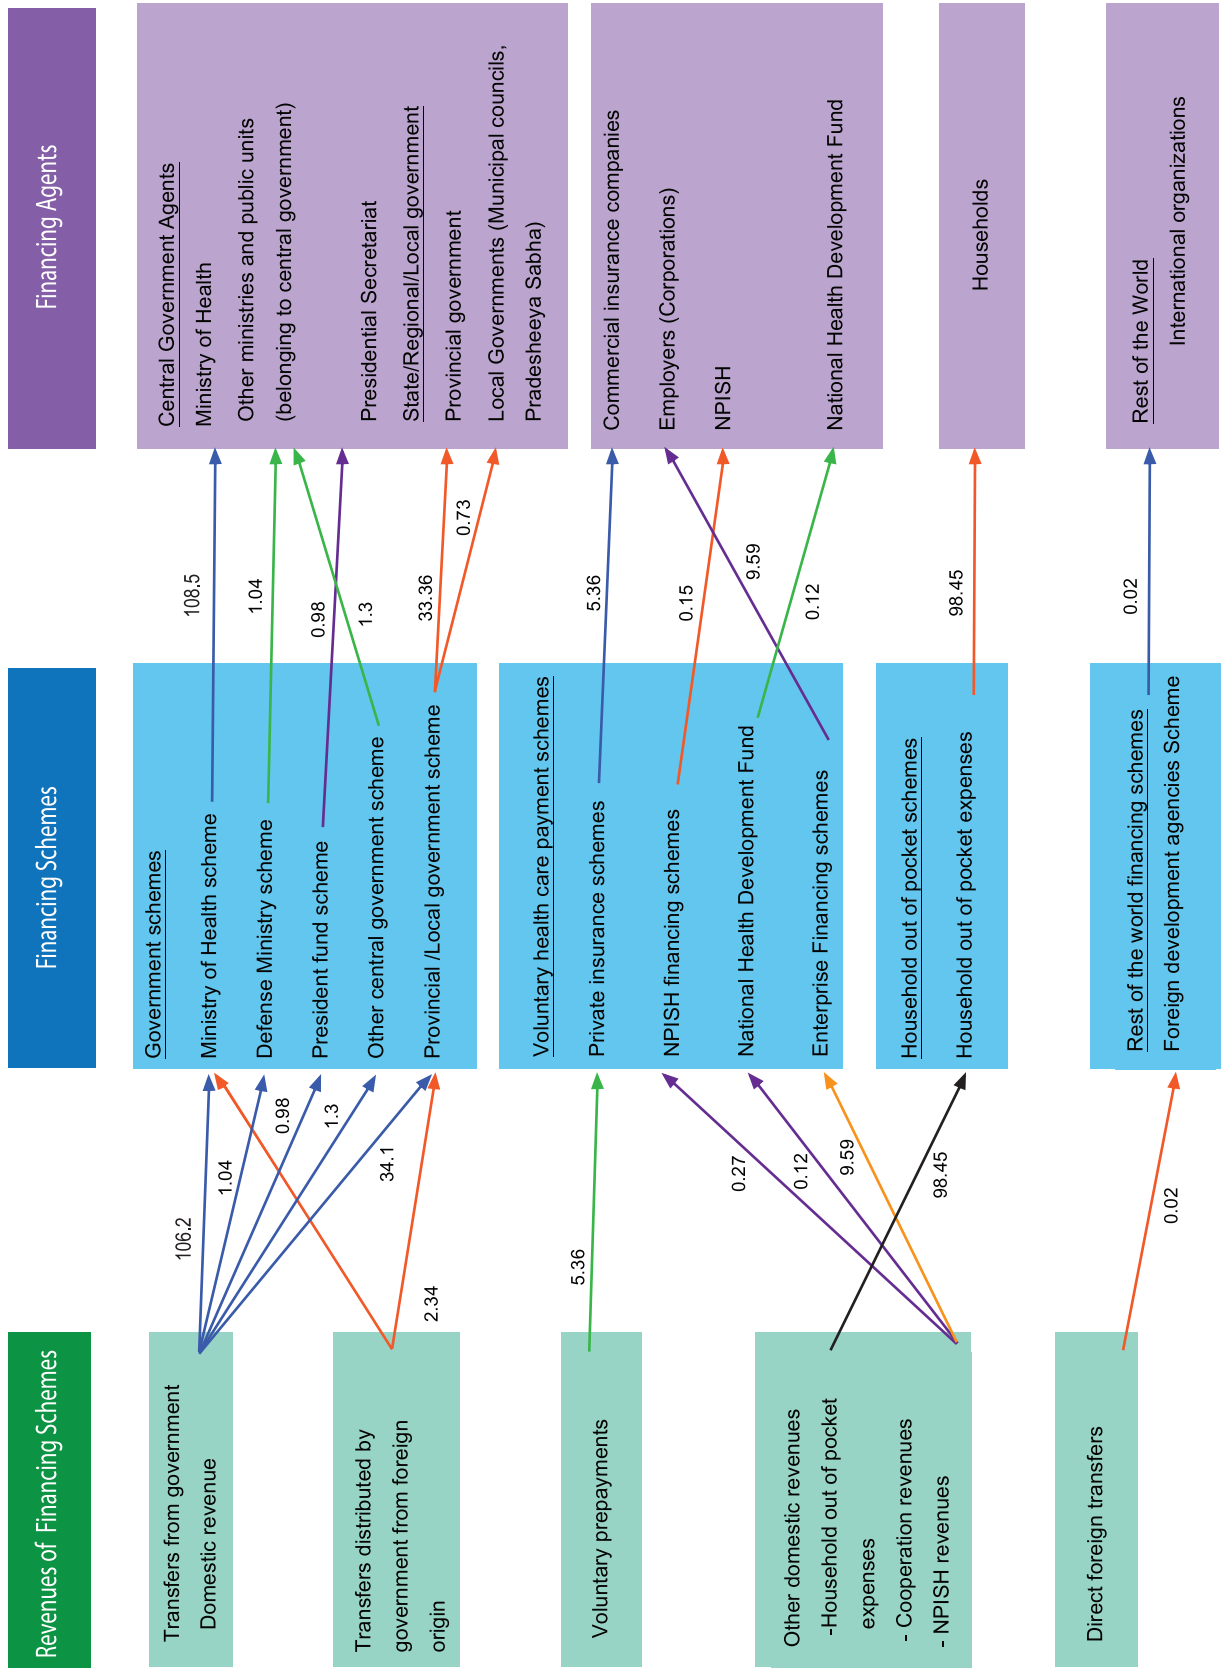 Revenues of Financing Schemes
Transfers from government
Domestic revenue
Transfers distributed by
government from foreign
origin
Voluntary prepayments
Other domestic revenues
-Household out of pocket
expenses
- Cooperation revenues
- NPISH revenues
Direct foreign transfers
106.2
1.04
0.98
1.3
34.1
2.34
5.36
0.27
0.12
9.59
98.45
0.02
Financing Schemes
Government schemes
Ministry of Health scheme
Defense Ministry scheme
President fund scheme
Other central government scheme
Provincial /Local government scheme
Voluntary health care payment schemes
Private insurance schemes
NPISH financing schemes
National Health Development Fund
Enterprise Financing schemes
Household out of pocket schemes
Household out of pocket expenses
Rest of the world financing schemes
Foreign development agencies Scheme
108.5
1.04
0.98
1.3
33.36
0.73
5.36
0.15
9.59
0.12
98.45
0.02
Financing Agents
Central Government Agents
Ministry of Health
Other ministries and public units
(belonging to central government)
Presidential Secretariat
State/Regional/Local government
Provincial government
Local Governments (Municipal councils,
Pradesheeya Sabha)
Commercial insurance companies
Employers (Corporations)
NPISH
National Health Development Fund
Households
Rest of the World
International organizations